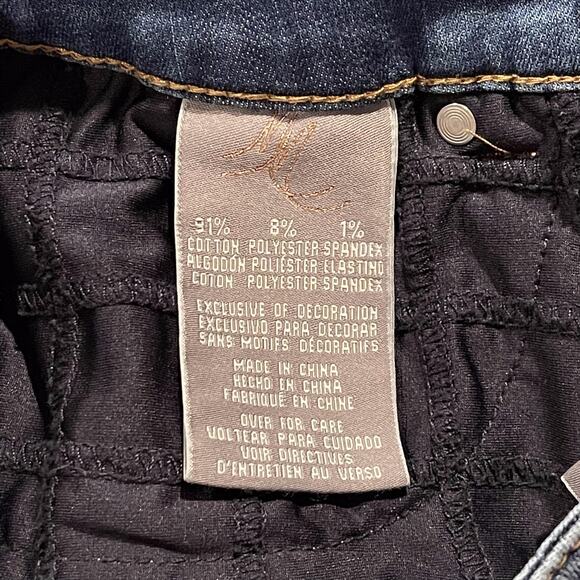 91% 8% 1%
COTTON POLYESTER SPANDEX
ALGODÓN POLIÉSTER ELASTINO
COTON POLYESTER SPANDEX
EXCLUSIVE OF DECORATION
EXCLUSIVO PARA DECORAR
SANS MOTIFS DÉCORATIFS
MADE IN CHINA
HECHO EN CHINA
FABRIQUÉ EN CHINE
OVER FOR CARE
VOLTEAR PARA CUIDADO
VOIR DIRECTIVES
D'ENTRETIEN AU VERSO